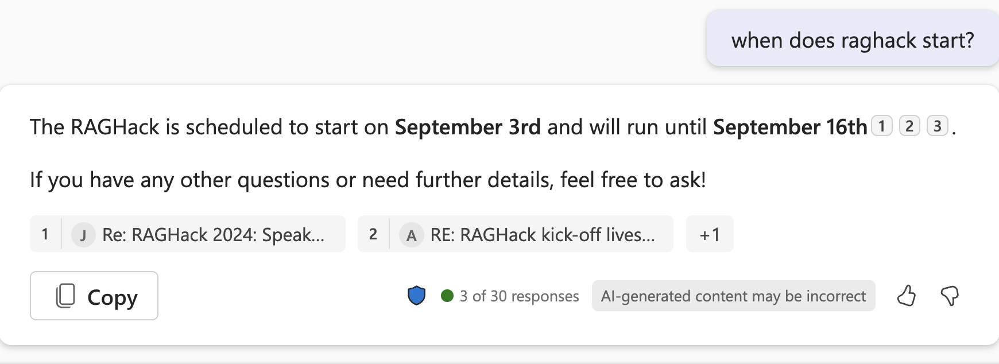 when does raghack start?
The RAGHack is scheduled to start on September 3rd and will run until September 16th 1 2 3 .
If you have any other questions or need further details, feel free to ask!
1 J Re: RAGHack 2024: Speak... 2 A RE: RAGHack kick-off lives... +1
Copy 3 of 30 responses AI-generated content may be incorrect